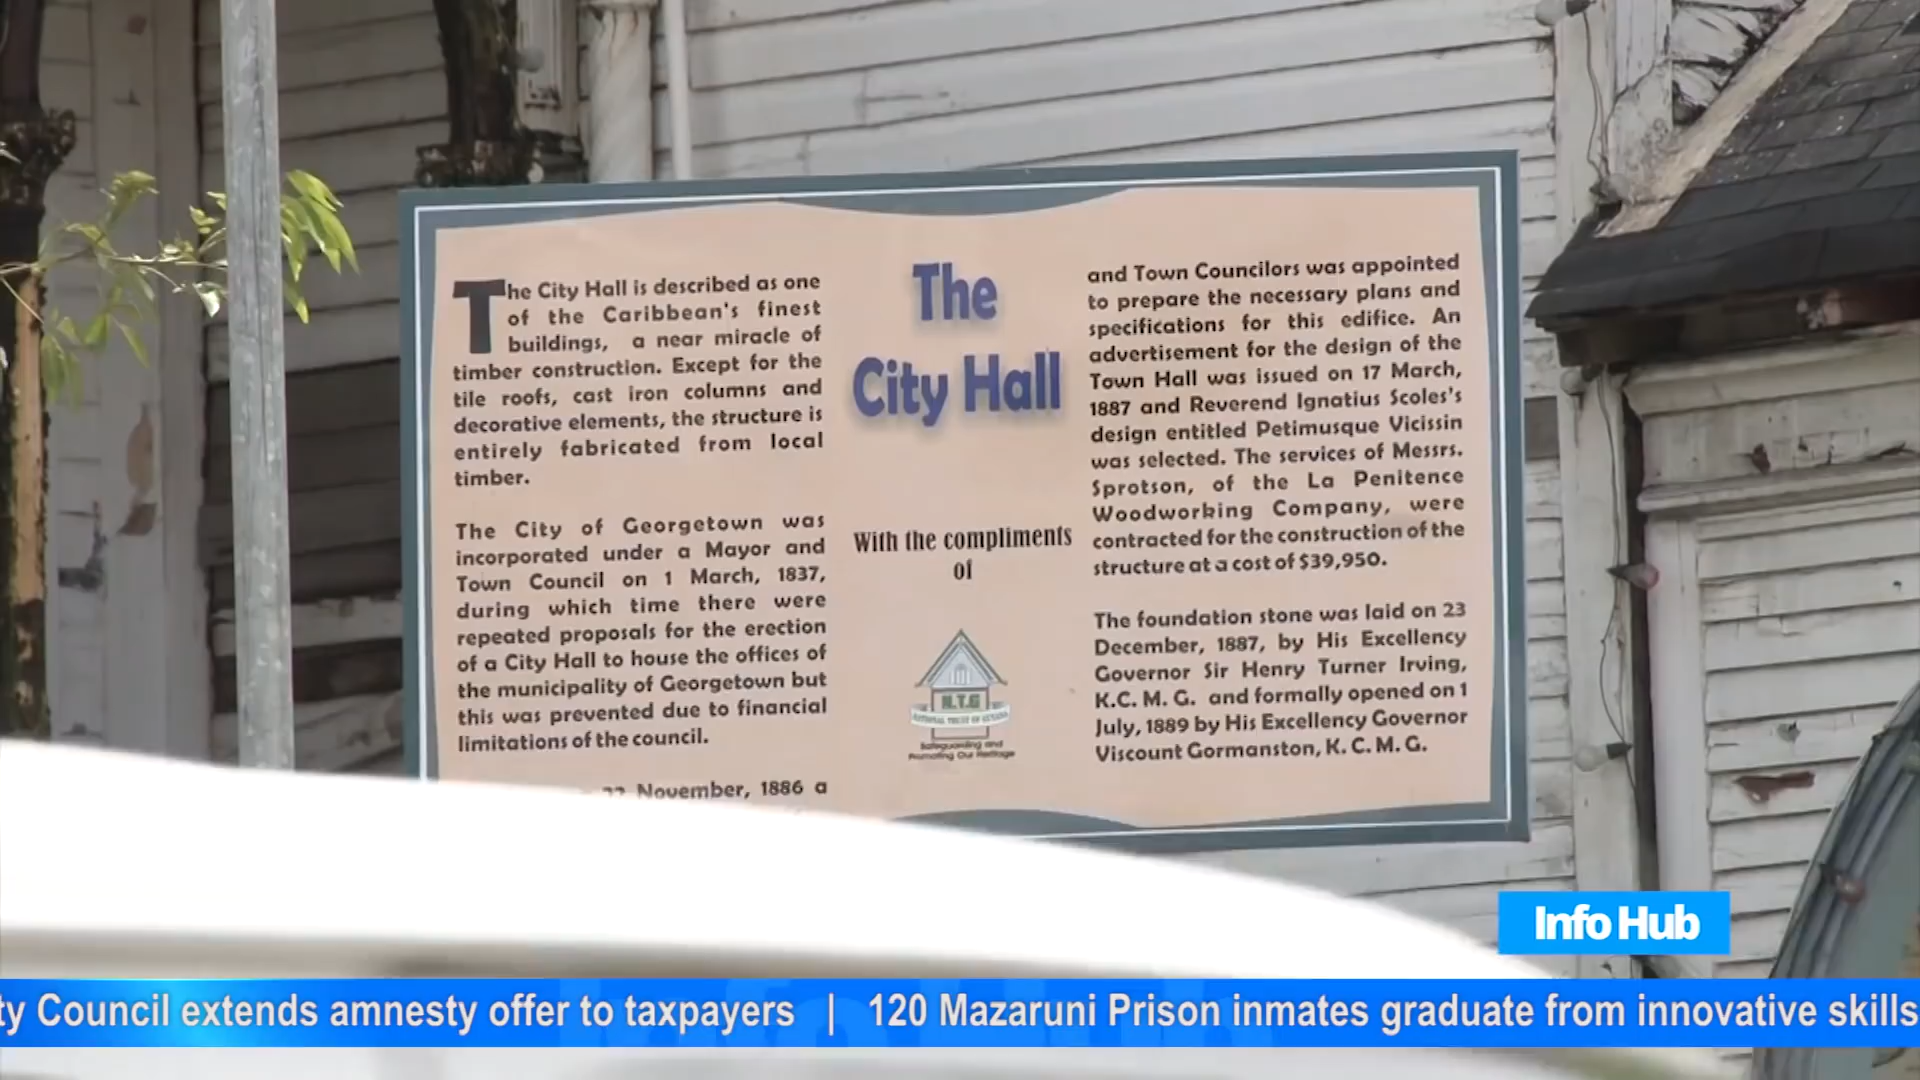 The City Hall is described as one
of the Caribbean's finest
buildings, a near miracle of
timber construction. Except for the
tile roofs, cast iron columns and
decorative elements, the structure is
entirely fabricated from local
timber.
The City of Georgetown was
incorporated under a Mayor and
Town Council on 1 March, 1837,
during which time there were
repeated proposals for the erection
of a City Hall to house the offices of
the municipality of Georgetown but
this was prevented due to financial
limitations of the council.
November, 1886 a
The
City Hall
With the compliments
of
N.T.G
NATIONAL TRUST OF GUYANA
Safeguarding and
Promoting Our Heritage
and Town Councilors was appointed
to prepare the necessary plans and
specifications for this edifice. An
advertisement for the design of the
Town Hall was issued on 17 March,
1887 and Reverend Ignatius Scoles's
design entitled Petimusque Vicissin
was selected. The services of Messrs.
Sprotson, of the La Penitence
Woodworking Company, were
contracted for the construction of the
structure at a cost of $39,950.
The foundation stone was laid on 23
December, 1887, by His Excellency
Governor Sir Henry Turner Irving,
K.C. M. G. and formally opened on 1
July, 1889 by His Excellency Governor
Viscount Gormanston, K. C. M. G.
Info Hub
ty Council extends amnesty offer to taxpayers | 120 Mazaruni Prison inmates graduate from innovative skills